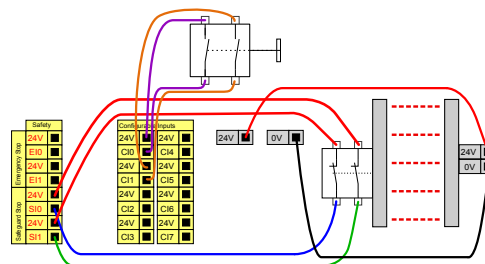 Safety
Emergency Stop
24V
EI0
24V
EI1
Safeguard Stop
24V
SI0
24V
SI1
Configurable Inputs
24V 24V
CI0 CI4
24V 24V
CI1 CI5
24V 24V
CI2 CI6
24V 24V
CI3 CI7
24V 0V
24V
0V